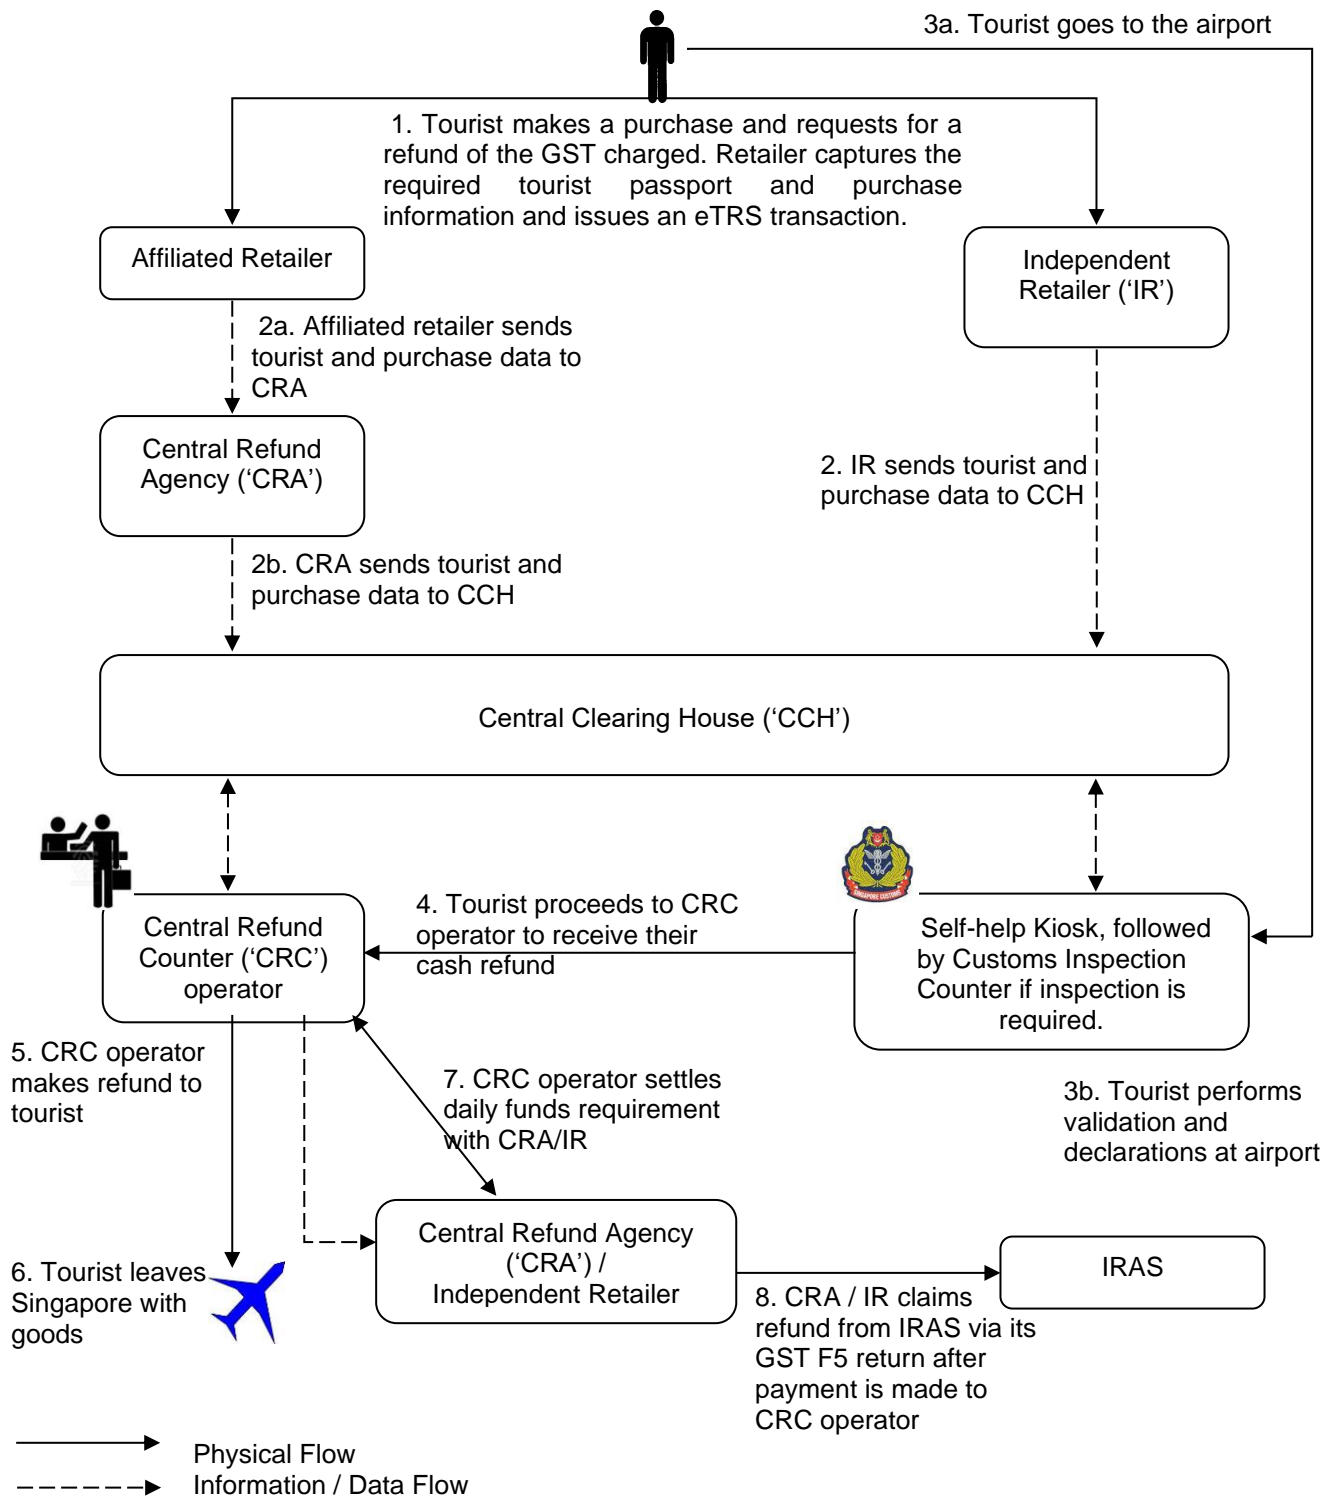 3a. Tourist goes to the airport
1. Tourist makes a purchase and requests for a
refund of the GST charged. Retailer captures the
required tourist passport and purchase
information and issues an eTRS transaction.
Affiliated Retailer
Independent
Retailer (‘IR’)
2a. Affiliated retailer sends
tourist and purchase data to
CRA
Central Refund
Agency (‘CRA’)
2. IR sends tourist and
purchase data to CCH
2b. CRA sends tourist and
purchase data to CCH
Central Clearing House (‘CCH’)
SINGAPORE CUSTOMS
Central Refund
Counter (‘CRC’)
operator
4. Tourist proceeds to CRC
operator to receive their
cash refund
Self-help Kiosk, followed
by Customs Inspection
Counter if inspection is
required.
5. CRC operator
makes refund to
tourist
7. CRC operator settles
daily funds requirement
with CRA/IR
3b. Tourist performs
validation and
declarations at airport
6. Tourist leaves
Singapore with
goods
Central Refund Agency
(‘CRA’) /
Independent Retailer
IRAS
8. CRA / IR claims
refund from IRAS via its
GST F5 return after
payment is made to
CRC operator
Physical Flow
Information / Data Flow